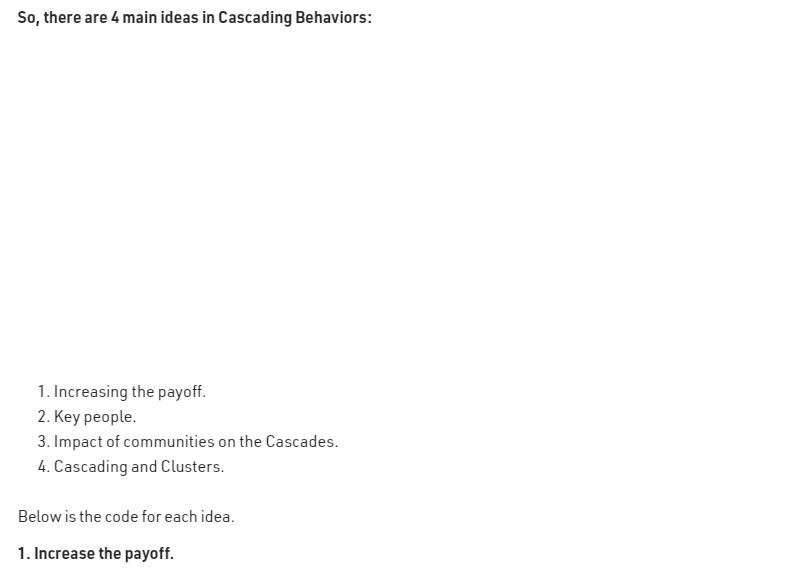 So, there are 4 main ideas in Cascading Behaviors:
1. Increasing the payoff.
2. Key people.
3. Impact of communities on the Cascades.
4. Cascading and Clusters.
Below is the code for each idea.
1. Increase the payoff.